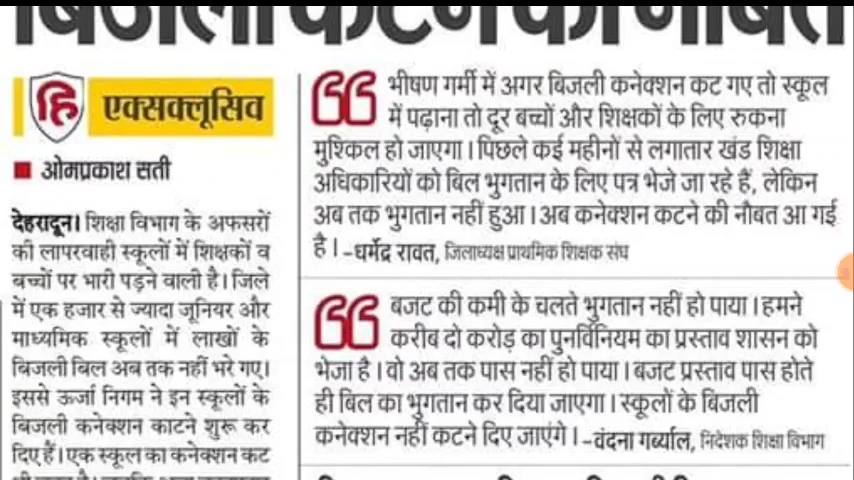 बिजली कटने की नौबत
हि
एक्सक्लूसिव
ओमप्रकाश सती
देहरादून। शिक्षा विभाग के अफसरों
की लापरवाही स्कूलों में शिक्षकों व
बच्चों पर भारी पड़ने वाली है। जिले
में एक हजार से ज्यादा जूनियर और
माध्यमिक स्कूलों में लाखों के
बिजली बिल अब तक नहीं भरे गए।
इससे ऊर्जा निगम ने इन स्कूलों के
बिजली कनेक्शन काटने शुरू कर
दिए हैं। एक स्कूल का कनेक्शन कट
भीषण गर्मी में अगर बिजली कनेक्शन कट गए तो स्कूल
में पढ़ाना तो दूर बच्चों और शिक्षकों के लिए रुकना
मुश्किल हो जाएगा। पिछले कई महीनों से लगातार खंड शिक्षा
अधिकारियों को बिल भुगतान के लिए पत्र भेजे जा रहे हैं, लेकिन
अब तक भुगतान नहीं हुआ। अब कनेक्शन कटने की नौबत आ गई
है। -धर्मेद्र रावत, जिलाध्यक्ष प्राथमिक शिक्षक संघ
बजट की कमी के चलते भुगतान नहीं हो पाया। हमने
करीब दो करोड़ का पुनर्विनियम का प्रस्ताव शासन को
भेजा है। वो अब तक पास नहीं हो पाया। बजट प्रस्ताव पास होते
ही बिल का भुगतान कर दिया जाएगा। स्कूलों के बिजली
कनेक्शन नहीं कटने दिए जाएंगे। -वंदना गर्ब्याल, निदेशक शिक्षा विभाग